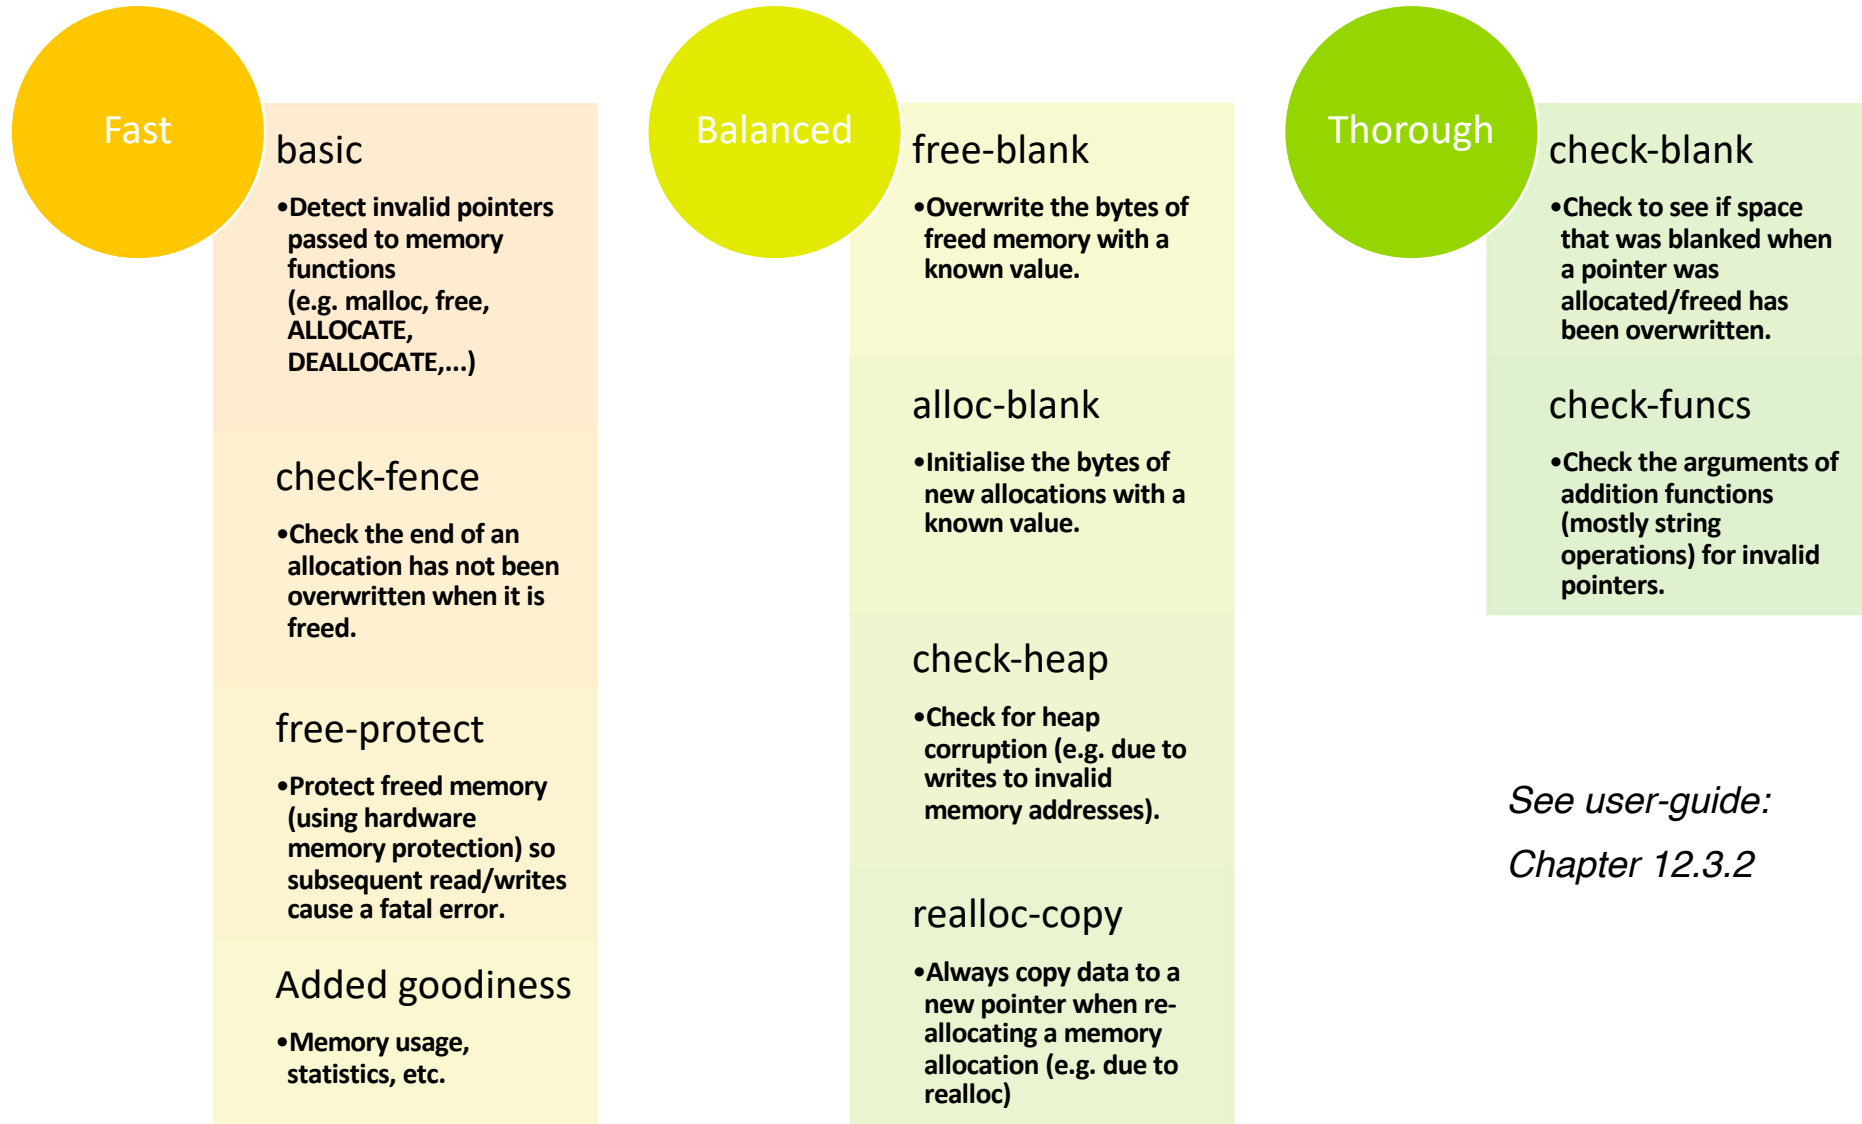 Fast
basic
•Detect invalid pointers
passed to memory
functions
(e.g. malloc, free,
ALLOCATE,
DEALLOCATE,...)
check-fence
•Check the end of an
allocation has not been
overwritten when it is
freed.
free-protect
•Protect freed memory
(using hardware
memory protection) so
subsequent read/writes
cause a fatal error.
Added goodiness
•Memory usage,
statistics, etc.
Balanced
free-blank
•Overwrite the bytes of
freed memory with a
known value.
alloc-blank
•Initialise the bytes of
new allocations with a
known value.
check-heap
•Check for heap
corruption (e.g. due to
writes to invalid
memory addresses).
realloc-copy
•Always copy data to a
new pointer when re-
allocating a memory
allocation (e.g. due to
realloc)
Thorough
check-blank
•Check to see if space
that was blanked when
a pointer was
allocated/freed has
been overwritten.
check-funcs
•Check the arguments of
addition functions
(mostly string
operations) for invalid
pointers.
See user-guide:
Chapter 12.3.2